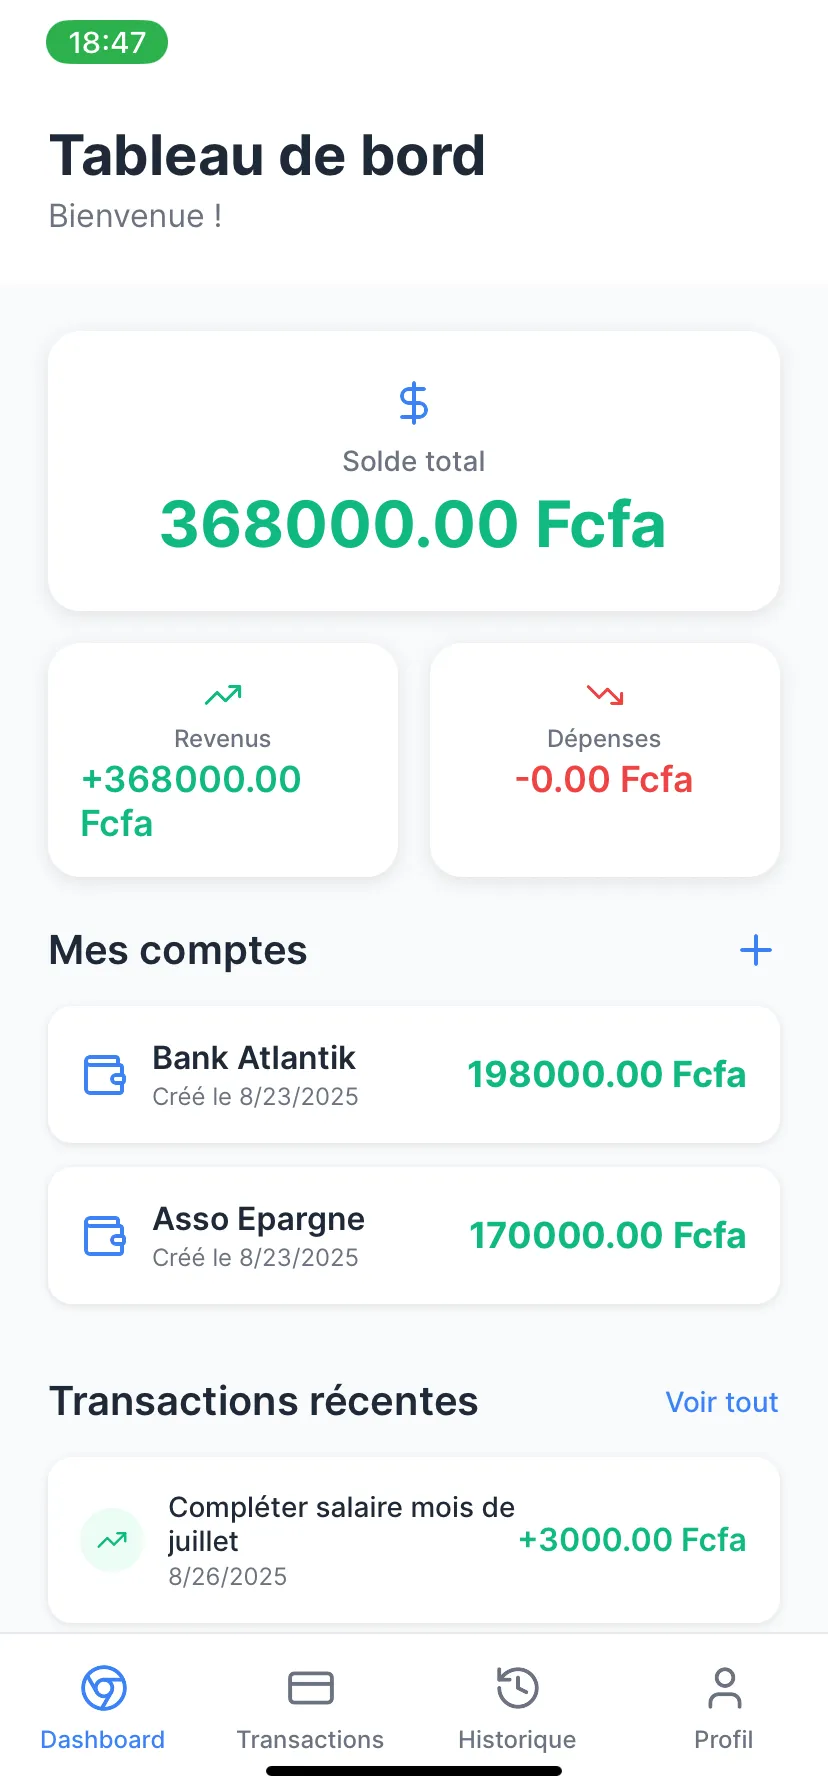 18:47
Tableau de bord
Bienvenue !
Solde total
368000.00 Fcfa
Revenus
+368000.00
Fcfa
Dépenses
-0.00 Fcfa
Mes comptes
Bank Atlantik
Créé le 8/23/2025
198000.00 Fcfa
Asso Epargne
Créé le 8/23/2025
170000.00 Fcfa
Transactions récentes
Voir tout
Compléter salaire mois de
juillet
8/26/2025
+3000.00 Fcfa
Dashboard
Transactions
Historique
Profil